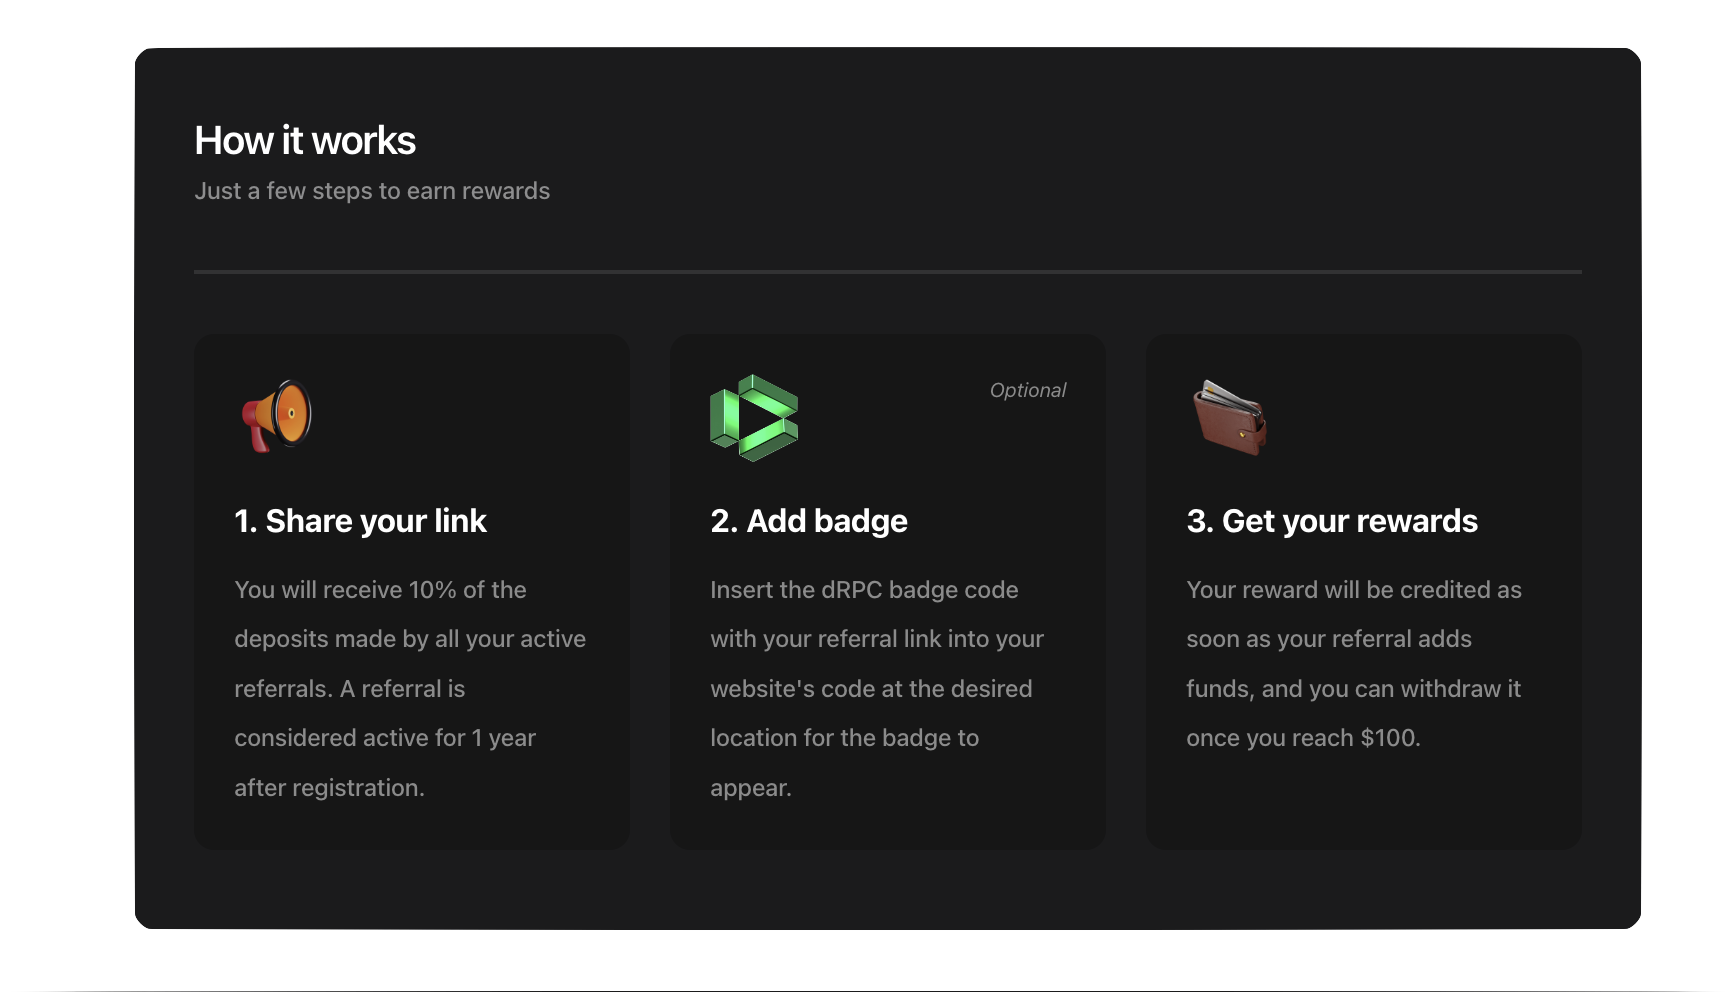 How it works
Just a few steps to earn rewards
1. Share your link
You will receive 10% of the
deposits made by all your active
referrals. A referral is
considered active for 1 year
after registration.
Optional
2. Add badge
Insert the dRPC badge code
with your referral link into your
website's code at the desired
location for the badge to
appear.
3. Get your rewards
Your reward will be credited as
soon as your referral adds
funds, and you can withdraw it
once you reach $100.